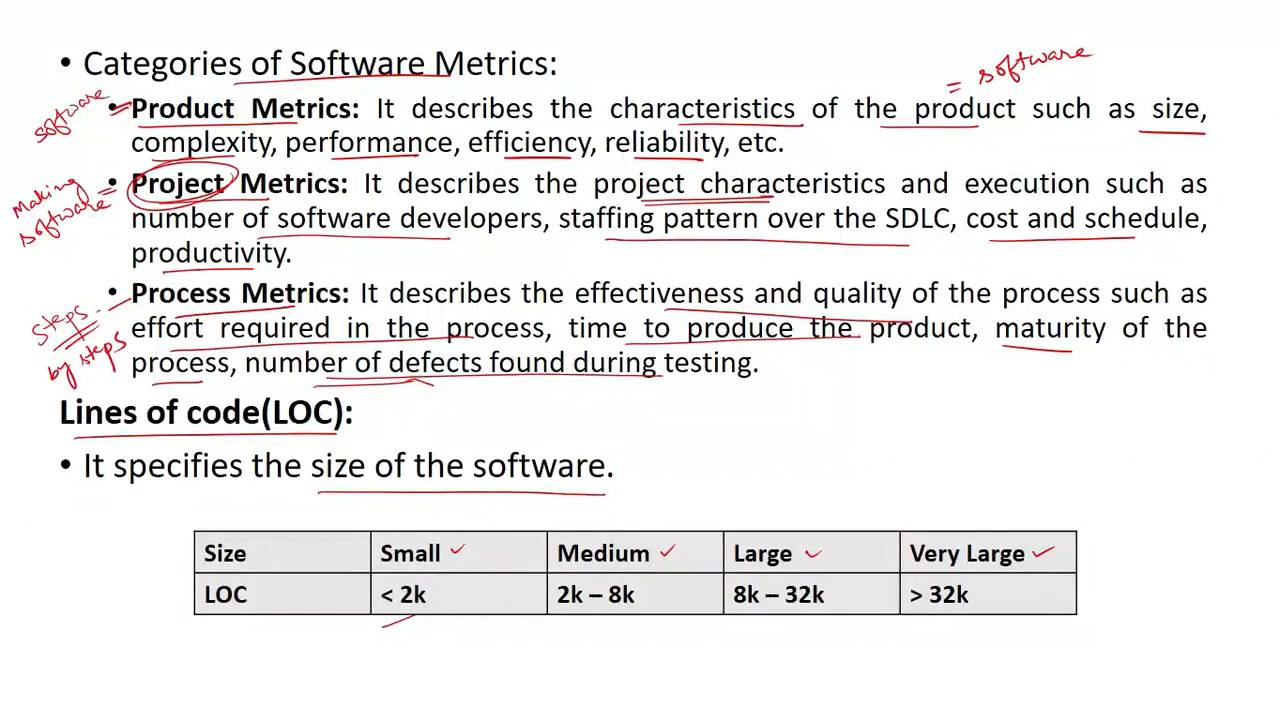 • Categories of Software Metrics:
= software
software
• Product Metrics: It describes the characteristics of the product such as size,
complexity, performance, efficiency, reliability, etc.
making
software =
• Project Metrics: It describes the project characteristics and execution such as
number of software developers, staffing pattern over the SDLC, cost and schedule,
productivity.
steps
by steps
• Process Metrics: It describes the effectiveness and quality of the process such as
effort required in the process, time to produce the product, maturity of the
process, number of defects found during testing.
Lines of code(LOC):
• It specifies the size of the software.
Size Small Medium Large Very Large
LOC < 2k 2k – 8k 8k – 32k > 32k